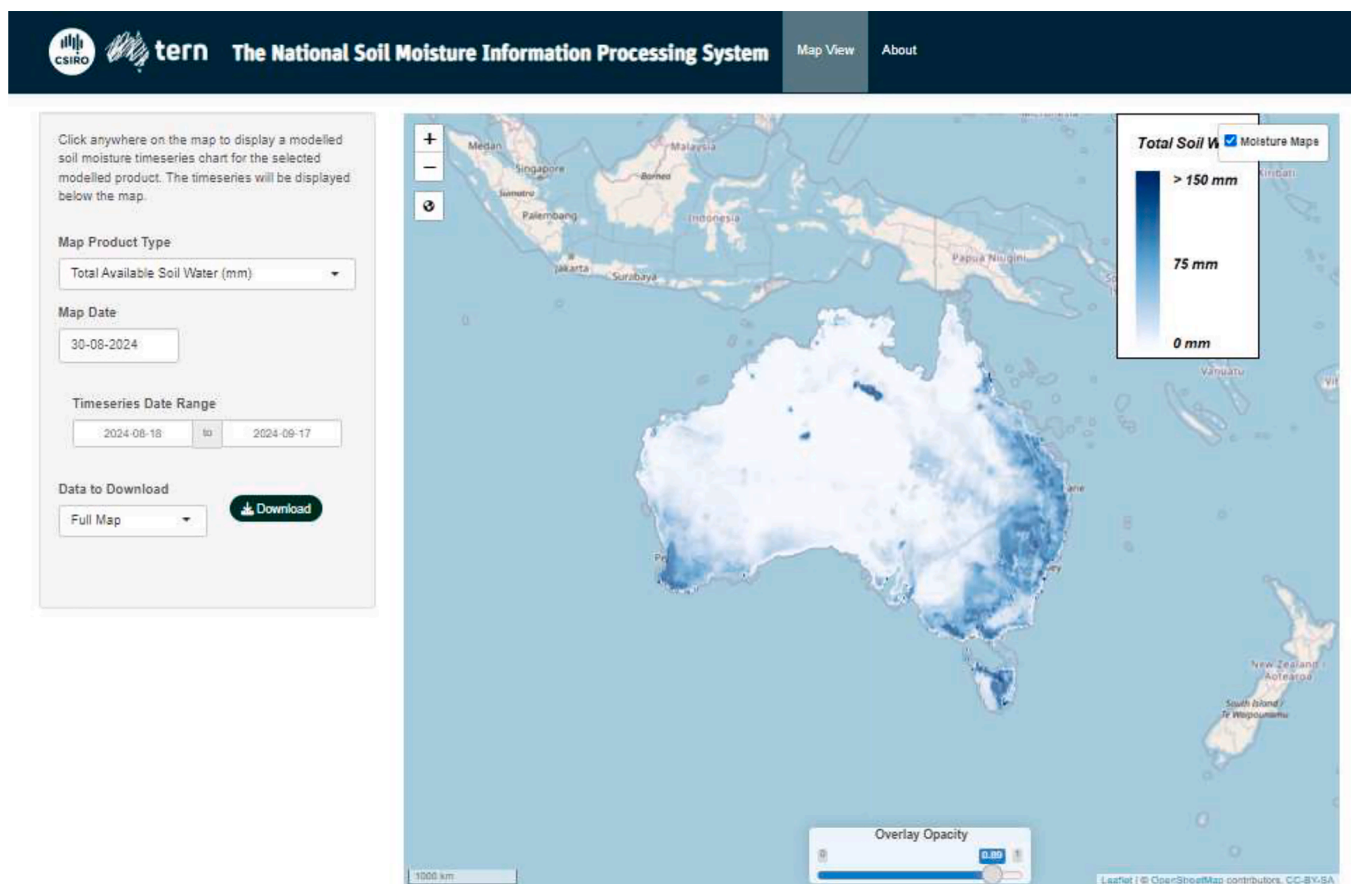 CSIRO
tern
The National Soil Moisture Information Processing System
Map View
About
Click anywhere on the map to display a modelled
soil moisture timeseries chart for the selected
modelled product. The timeseries will be displayed
below the map.
Map Product Type
Total Available Soil Water (mm)
Map Date
30-08-2024
Timeseries Date Range
2024-08-18 to 2024-09-17
Data to Download
Full Map
Download
+
−
Medan
Malaysia
Singapore
Borneo
Sumatra
Palembang
Indonesia
Jakarta
Surabaya
Papua Niugini
Total Soil W
Moisture Maps
Kiribati
> 150 mm
75 mm
0 mm
Vanuatu
ane
ney
New Zealand /
Aotearoa
South Island /
Te Waipounamu
Overlay Opacity
0
0.89
1
1000 km
Leaflet | © OpenStreetMap contributors, CC-BY-SA